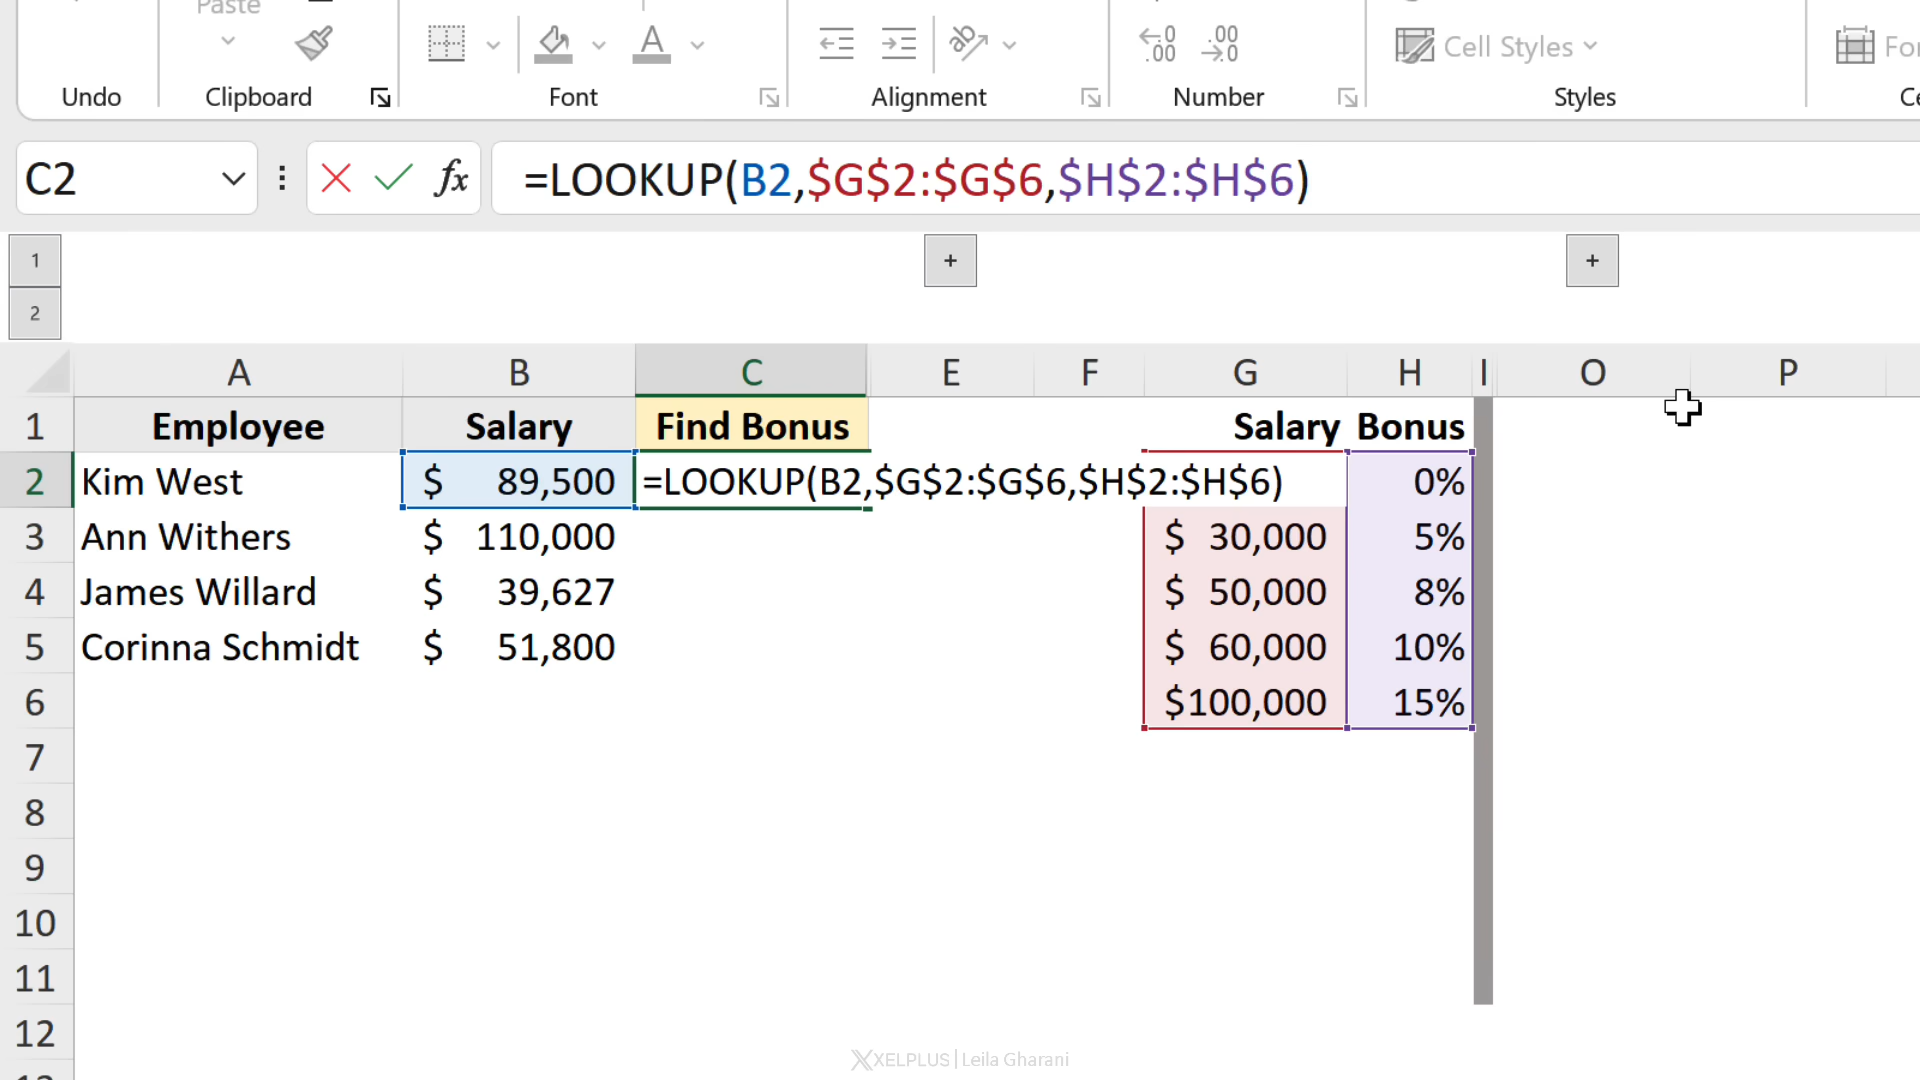 Paste
Undo Clipboard Font Alignment Number Styles
Cell Styles
C2 fx =LOOKUP(B2,$G$2:$G$6,$H$2:$H$6)
1 + +
2
A B C E F G H I O P
1 Employee Salary Find Bonus Salary Bonus
2 Kim West $ 89,500 =LOOKUP(B2,$G$2:$G$6,$H$2:$H$6) 0%
3 Ann Withers $ 110,000 $ 30,000 5%
4 James Willard $ 39,627 $ 50,000 8%
5 Corinna Schmidt $ 51,800 $ 60,000 10%
6 $100,000 15%
7
8
9
10
11
12
XELPLUS | Leila Gharani